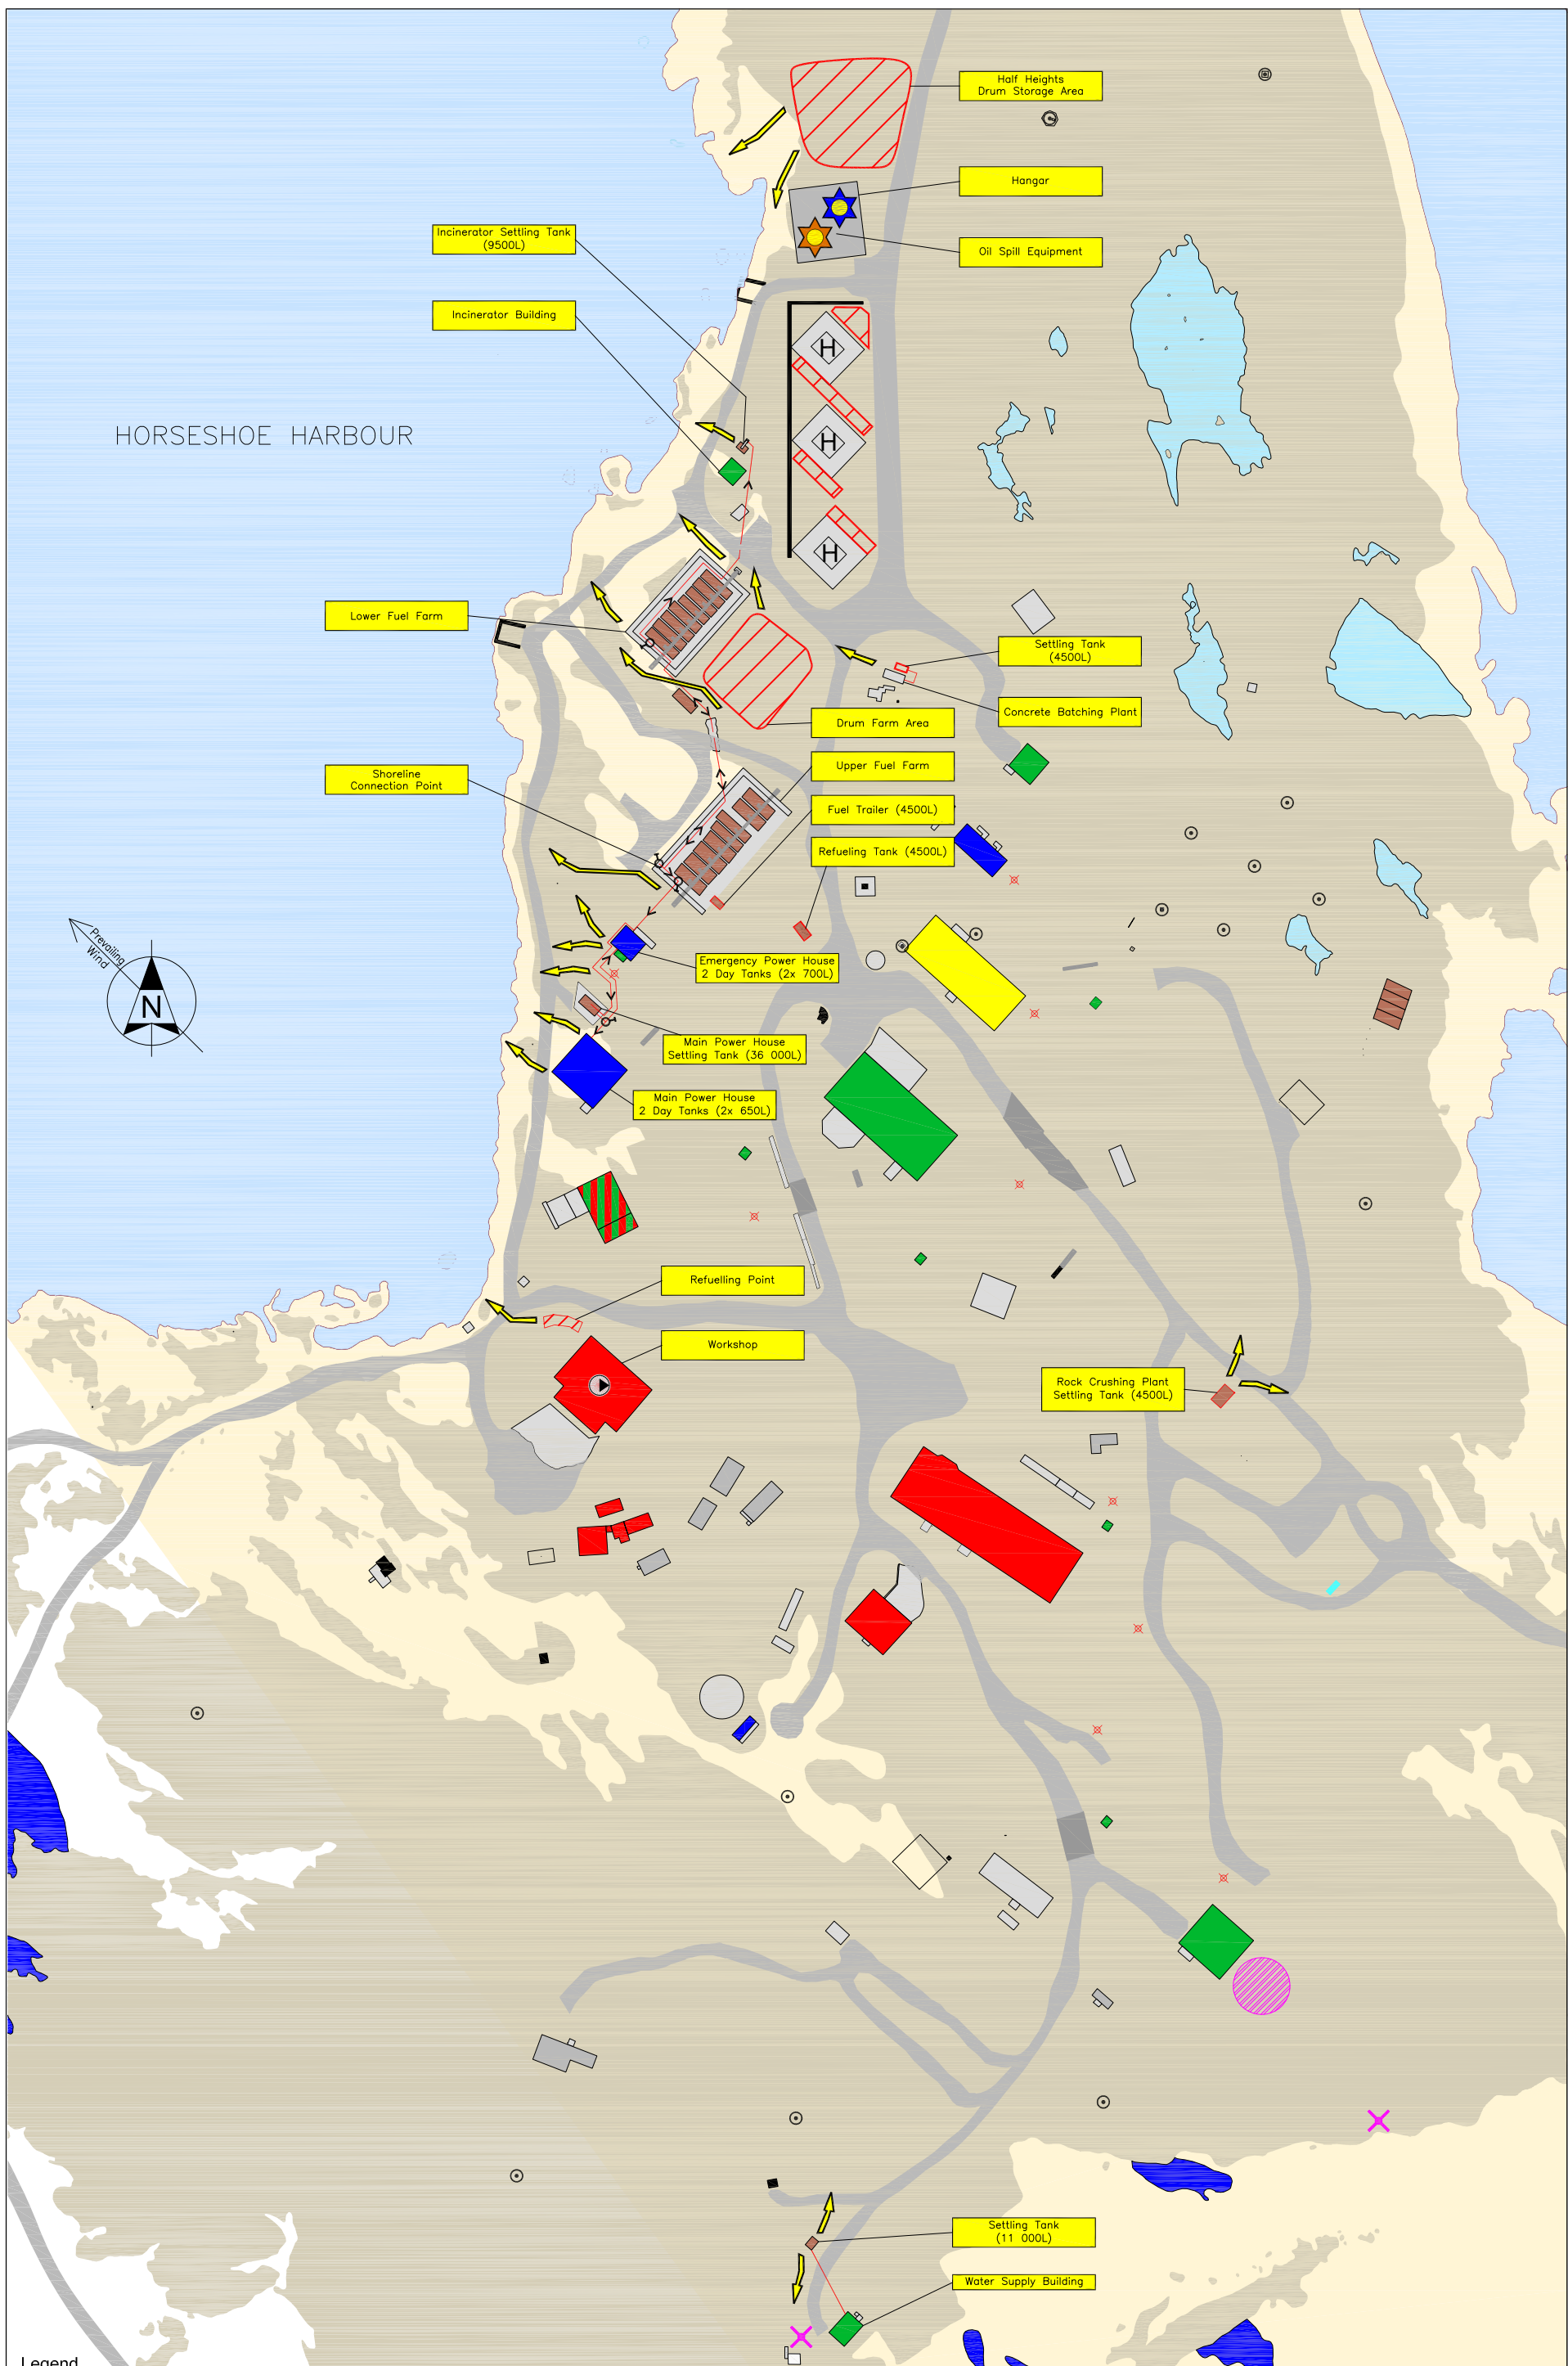 Half Heights
Drum Storage Area
Hangar
Incinerator Settling Tank
(9500L)
Oil Spill Equipment
Incinerator Building
H
HORSESHOE HARBOUR
H
H
Lower Fuel Farm
Settling Tank
(4500L)
Concrete Batching Plant
Drum Farm Area
Upper Fuel Farm
Shoreline
Connection Point
Fuel Trailer (4500L)
Refueling Tank (4500L)
Prevailing
Wind
N
Emergency Power House
2 Day Tanks (2x 700L)
Main Power House
Settling Tank (36 000L)
Main Power House
2 Day Tanks (2x 650L)
Refuelling Point
Workshop
Rock Crushing Plant
Settling Tank (4500L)
Settling Tank
(11 000L)
Water Supply Building
Legend